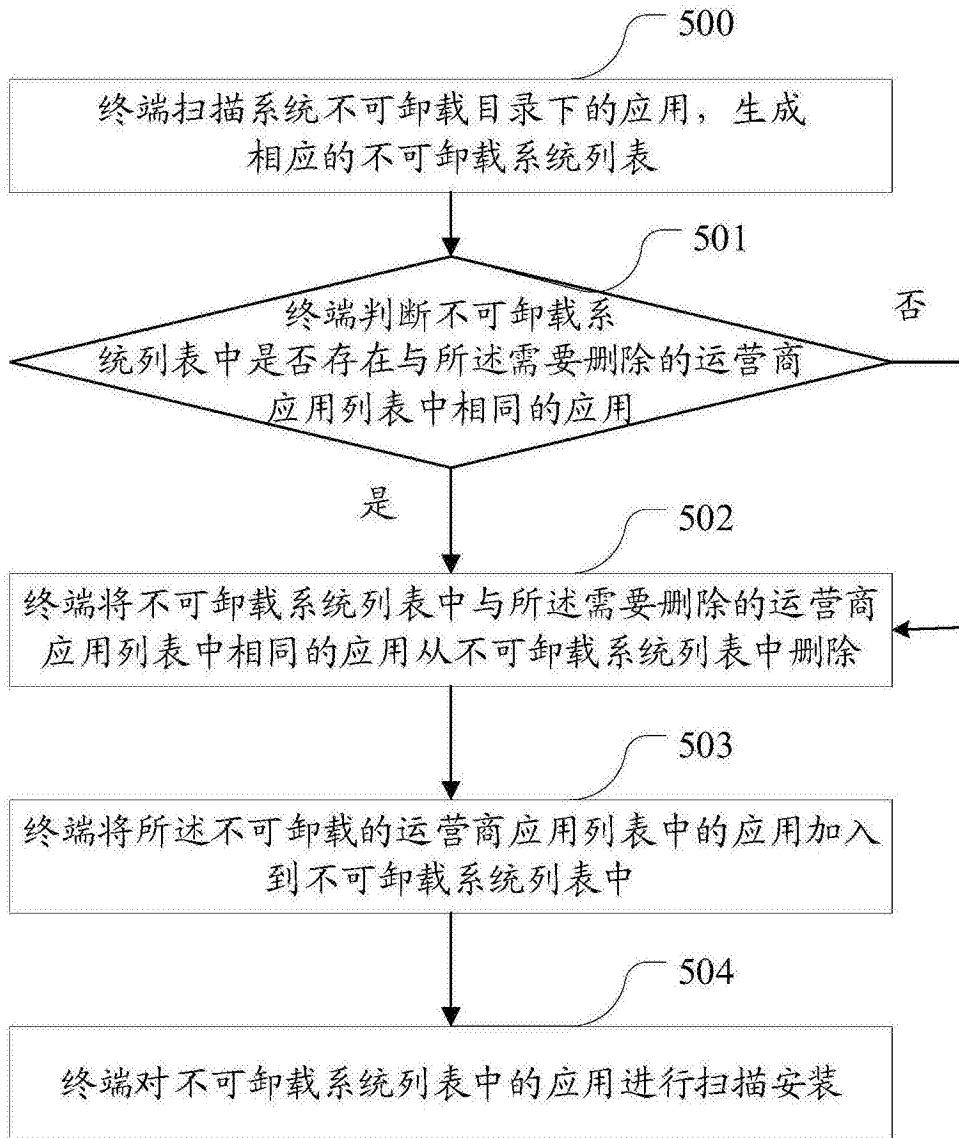 500
终端扫描系统不可卸载目录下的应用，生成
相应的不可卸载系统列表
501
终端判断不可卸载系
统列表中是否存在与所述需要删除的运营商
应用列表中相同的应用
否
是
502
终端将不可卸载系统列表中与所述需要删除的运营商
应用列表中相同的应用从不可卸载系统列表中删除
503
终端将所述不可卸载的运营商应用列表中的应用加入
到不可卸载系统列表中
504
终端对不可卸载系统列表中的应用进行扫描安装